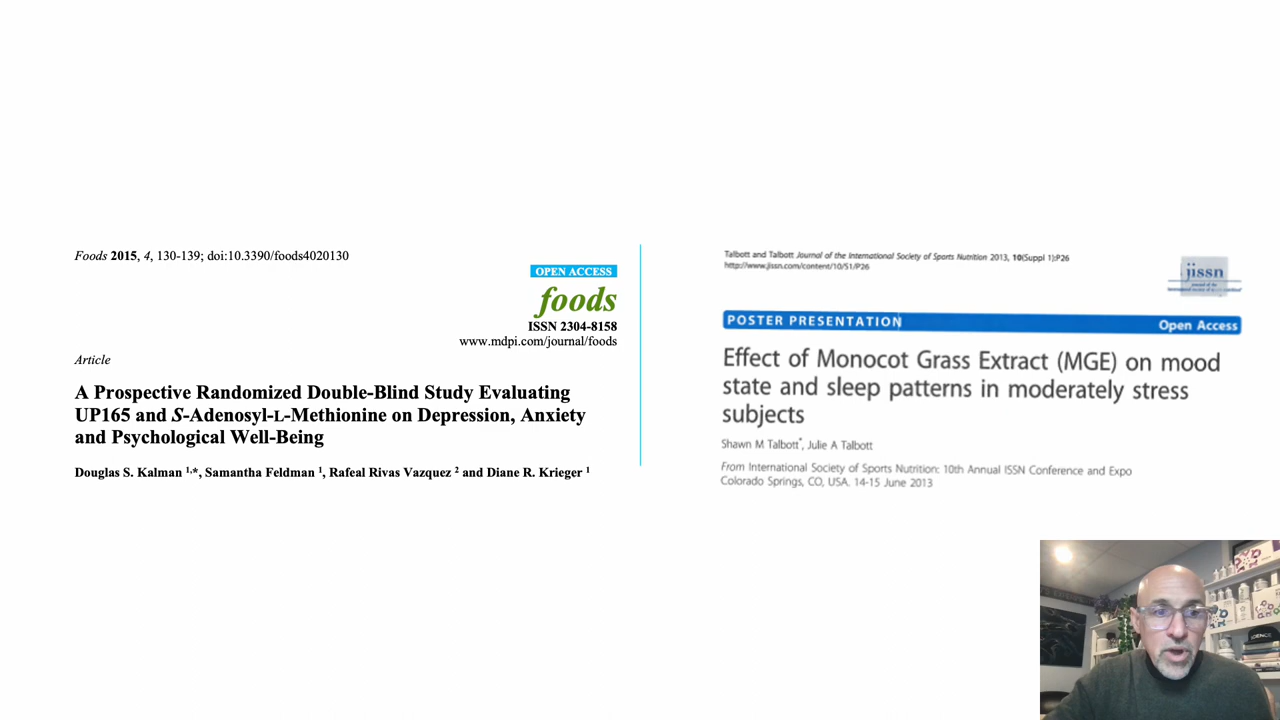 Foods 2015, 4, 130-139; doi:10.3390/foods4020130
OPEN ACCESS
foods
ISSN 2304-8158
www.mdpi.com/journal/foods
Article
A Prospective Randomized Double-Blind Study Evaluating
UP165 and S-Adenosyl-L-Methionine on Depression, Anxiety
and Psychological Well-Being
Douglas S. Kalman 1,*, Samantha Feldman 1, Rafeal Rivas Vazquez 2 and Diane R. Krieger 1
Talbott and Talbott Journal of the International Society of Sports Nutrition 2013, 10(Suppl 1):P26
http://www.jissn.com/content/10/S1/P26
jissn
POSTER PRESENTATION
Open Access
Effect of Monocot Grass Extract (MGE) on mood
state and sleep patterns in moderately stress
subjects
Shawn M Talbott*, Julie A Talbott
From International Society of Sports Nutrition: 10th Annual ISSN Conference and Expo
Colorado Springs, CO, USA. 14-15 June 2013